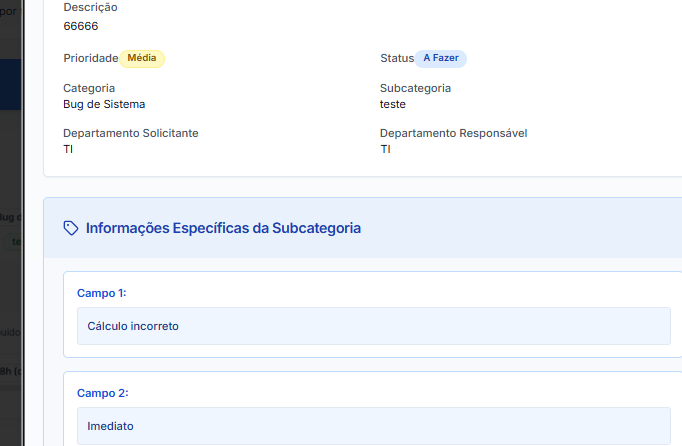 por
Descrição
66666
Prioridade Média
Status A Fazer
Categoria
Bug de Sistema
Subcategoria
teste
Departamento Solicitante
TI
Departamento Responsável
TI
Informações Específicas da Subcategoria
Campo 1:
Cálculo incorreto
Campo 2:
Imediato